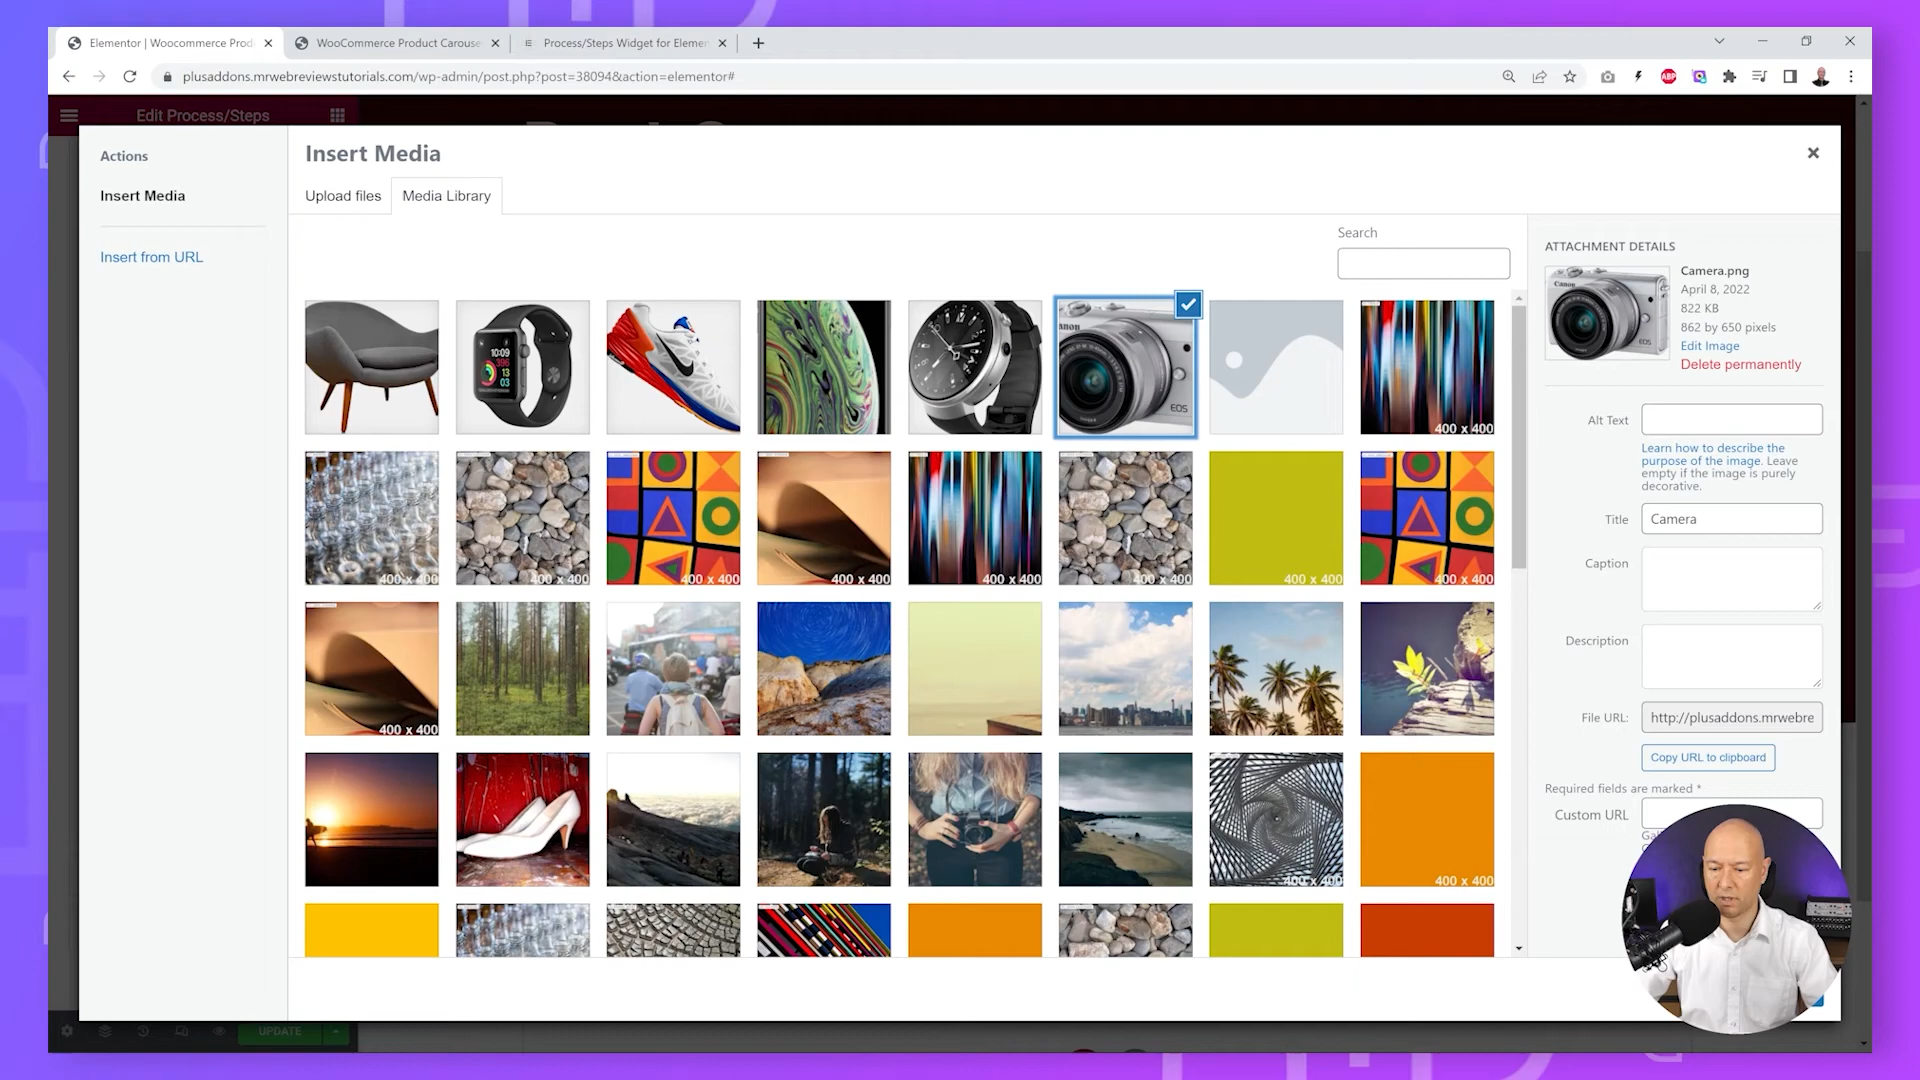 Elementor | Woocommerce Prod
WooCommerce Product Carouse
Process/Steps Widget for Elemen
plusaddons.mrwebreviewstutorials.com/wp-admin/post.php?post=38094&action=elementor#
ABP
Edit Process/Steps
Actions
Insert Media
Insert from URL
Insert Media
Upload files
Media Library
Search
ATTACHMENT DETAILS
Camera.png
April 8, 2022
822 KB
862 by 650 pixels
Edit Image
Delete permanently
Alt Text
Learn how to describe the
purpose of the image. Leave
empty if the image is purely
decorative.
Title
Camera
Caption
Description
File URL:
http://plusaddons.mrwebre
Copy URL to clipboard
Required fields are marked *
Custom URL
10:09
EOS
400 x 400
400 x 400
400 x 400
400 x 400
400 x 400
400 x 400
400 x 400
400 x 400
400 x 400
400 x 400
400 x 400
400 x 400
UPDATE